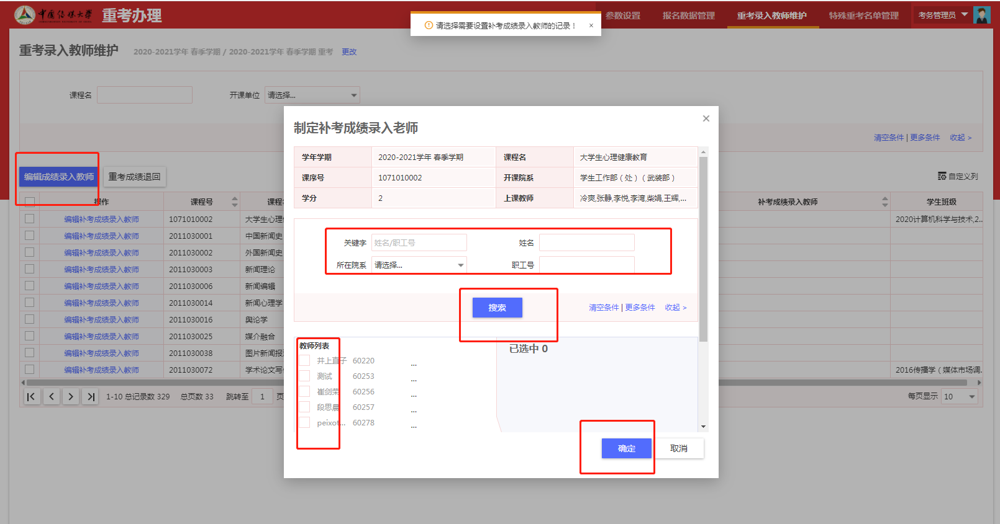 中国传媒大学 重考办理
参数设置 报名数据管理 重考录入教师维护 特殊重考名单管理 考务管理员
请选择需要设置补考成绩录入教师的记录！ ×
重考录入教师维护 2020-2021学年 春季学期 / 2020-2021学年 春季学期 重考 更改
课程名 开课单位 请选择...
清空条件 | 更多条件 收起 >
编辑成绩录入教师 重考成绩退回 自定义列
操作 课程号 课程名 补考成绩录入教师 学生班级
编辑补考成绩录入教师 1071010002 大学生心理 2020计算机科学与技术,2...
编辑补考成绩录入教师 2011030001 中国新闻史
编辑补考成绩录入教师 2011030002 外国新闻史
编辑补考成绩录入教师 2011030003 新闻理论
编辑补考成绩录入教师 2011030006 新闻编辑
编辑补考成绩录入教师 2011030014 新闻心理学
编辑补考成绩录入教师 2011030016 舆论学
编辑补考成绩录入教师 2011030025 媒介融合
编辑补考成绩录入教师 2011030038 图片新闻报
编辑补考成绩录入教师 2011030072 学术论文写 2016传播学（媒体市场调...
1-10 总记录数 329 总页数 33 跳转至 1 页 每页显示 10
制定补考成绩录入老师 ×
学年学期 2020-2021学年 春季学期 课程名 大学生心理健康教育
课序号 1071010002 开课院系 学生工作部（处）（武装部）
学分 2 上课教师 冷爽,张静,李悦,李湾,柴娟,王辉,...
关键字 姓名/职工号 姓名
所在院系 请选择... 职工号
搜索 清空条件 | 更多条件 收起 >
教师列表 已选中 0
井上直子 60220 ...
测试 60253 ...
崔剑荣 60256 ...
段思晨 60257 ...
peixot... 60278 ...
确定 取消